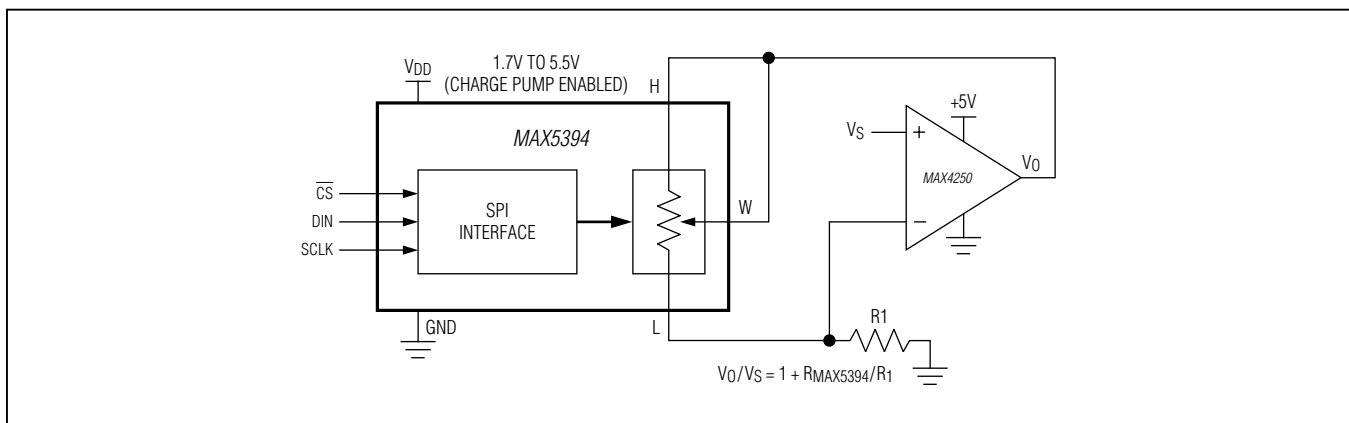 VDD
1.7V TO 5.5V
(CHARGE PUMP ENABLED)
H
MAX5394
CS
DIN
SCLK
SPI
INTERFACE
W
GND
L
VS
+
+5V
MAX4250
−
VO
R1
VO/VS = 1 + RMAX5394/R1